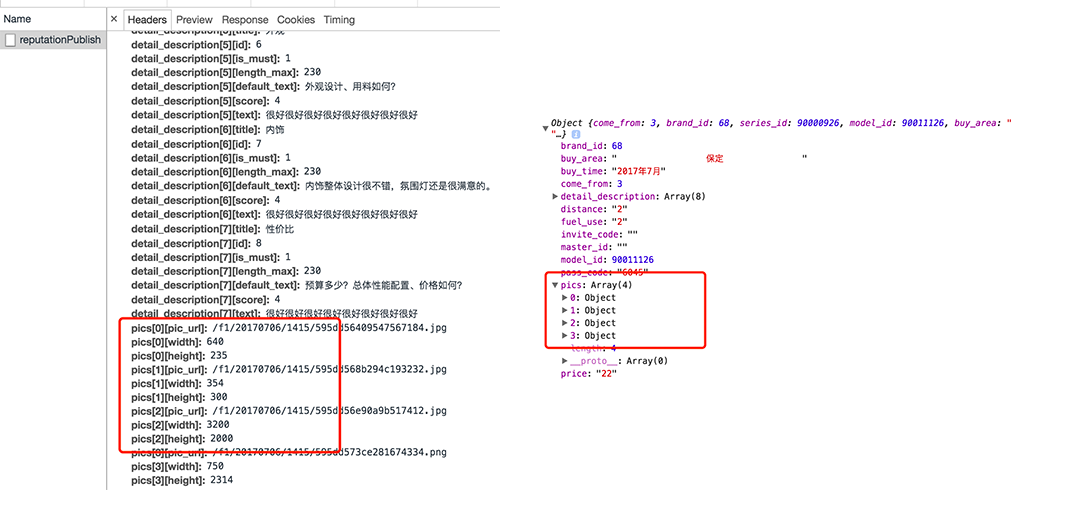 Name
× Headers Preview Response Cookies Timing
reputationPublish
detail_description[5][title]: 外观
detail_description[5][id]: 6
detail_description[5][is_must]: 1
detail_description[5][length_max]: 230
detail_description[5][default_text]: 外观设计、用料如何?
detail_description[5][score]: 4
detail_description[5][text]: 很好很好很好很好很好很好很好很好
detail_description[6][title]: 内饰
detail_description[6][id]: 7
detail_description[6][is_must]: 1
detail_description[6][length_max]: 230
detail_description[6][default_text]: 内饰整体设计很不错，氛围灯还是很满意的。
detail_description[6][score]: 4
detail_description[6][text]: 很好很好很好很好很好很好很好很好
detail_description[7][title]: 性价比
detail_description[7][id]: 8
detail_description[7][is_must]: 1
detail_description[7][length_max]: 230
detail_description[7][default_text]: 预算多少？总体性能配置、价格如何?
detail_description[7][score]: 4
detail_description[7][text]: 很好很好很好很好很好很好很好很好
pics[0][pic_url]: /f1/20170706/1415/595dd56409547567184.jpg
pics[0][width]: 640
pics[0][height]: 235
pics[1][pic_url]: /f1/20170706/1415/595dd568b294c193232.jpg
pics[1][width]: 354
pics[1][height]: 300
pics[2][pic_url]: /f1/20170706/1415/595dd56e90a9b517412.jpg
pics[2][width]: 3200
pics[2][height]: 2000
pics[3][pic_url]: /f1/20170706/1415/595dd573ce281674334.png
pics[3][width]: 750
pics[3][height]: 2314
Object {come_from: 3, brand_id: 68, series_id: 90000926, model_id: 90011126, buy_area: "
"…}
brand_id: 68
buy_area: " 保定 "
buy_time: "2017年7月"
come_from: 3
detail_description: Array(8)
distance: "2"
fuel_use: "2"
invite_code: ""
master_id: ""
model_id: 90011126
pass_code: "6045"
pics: Array(4)
0: Object
1: Object
2: Object
3: Object
length: 4
__proto__: Array(0)
price: "22"